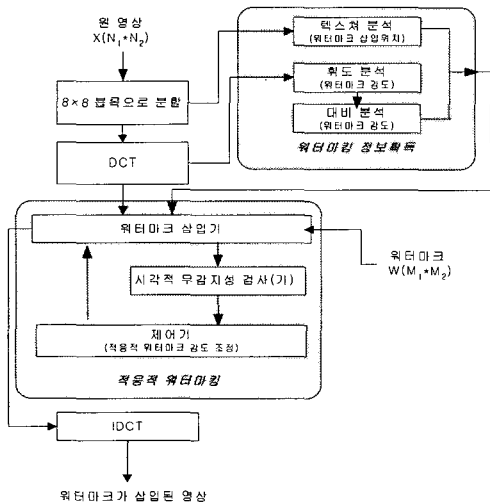 원 영상
X(N₁*N₂)
8×8 블록으로 분할
DCT
텍스쳐 분석
(워터마크 삽입위치)
휘도 분석
(워터마크 강도)
대비 분석
(워터마크 강도)
워터마킹 정보획득
워터마크 삽입기
워터마크
W(M₁*M₂)
시각적 무감지성 검사(기)
제어기
(적응적 워터마크 강도 조정)
적응적 워터마킹
IDCT
워터마크가 삽입된 영상